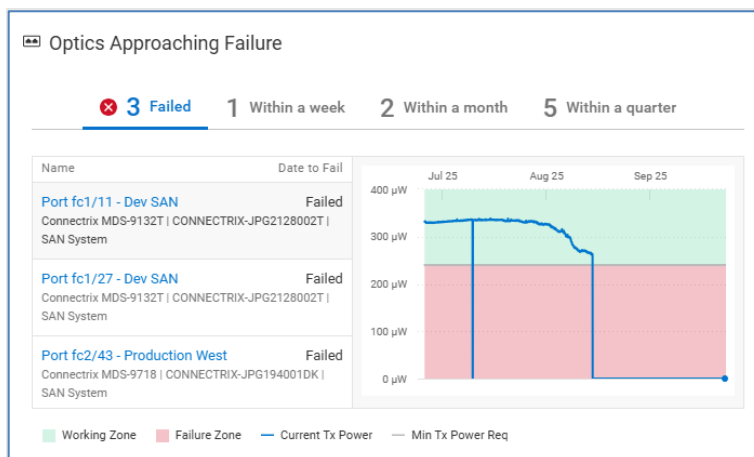 Optics Approaching Failure
3 Failed
1 Within a week
2 Within a month
5 Within a quarter
Name Date to Fail
Port fc1/11 - Dev SAN Failed
Connectrix MDS-9132T | CONNECTRIX-JPG2128002T |
SAN System
Port fc1/27 - Dev SAN Failed
Connectrix MDS-9132T | CONNECTRIX-JPG2128002T |
SAN System
Port fc2/43 - Production West Failed
Connectrix MDS-9718 | CONNECTRIX-JPG194001DK |
SAN System
Jul 25 Aug 25 Sep 25
400 μW
300 μW
200 μW
100 μW
0 μW
Working Zone Failure Zone Current Tx Power Min Tx Power Req